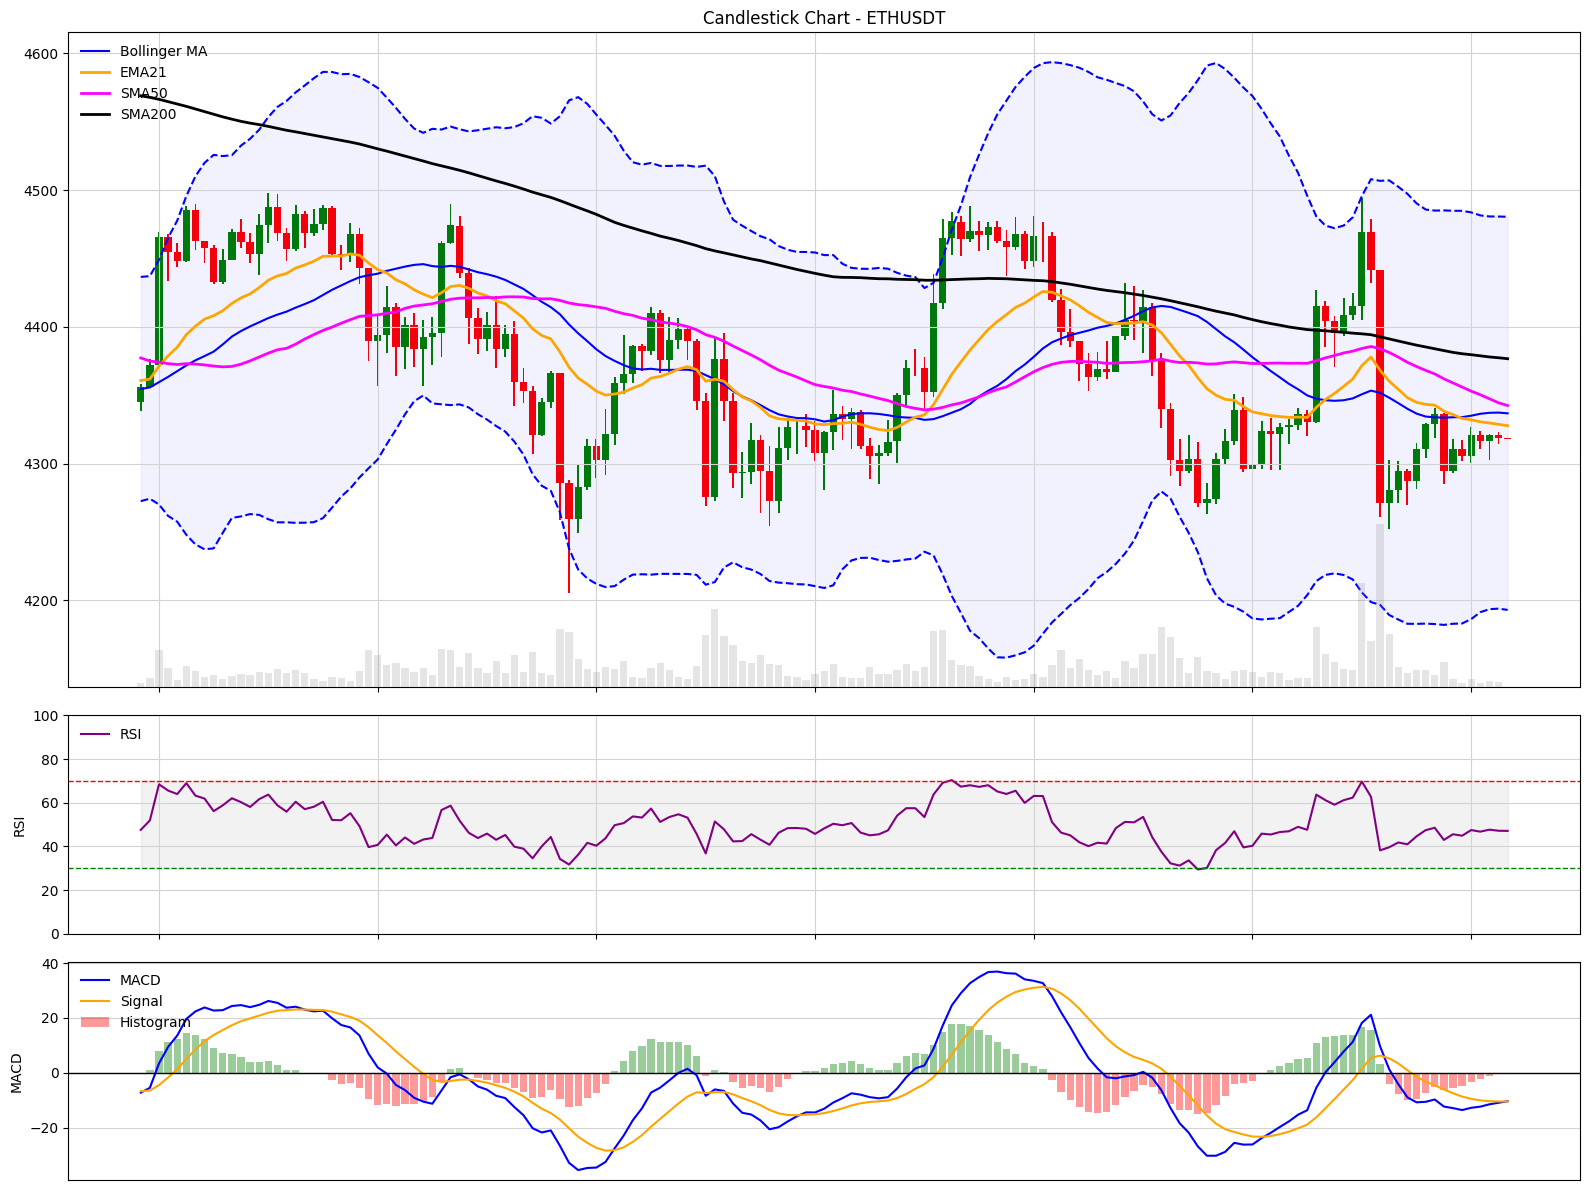 Candlestick Chart - ETHUSDT
4600
4500
4400
4300
4200
Bollinger MA
EMA21
SMA50
SMA200
100
80
60
40
20
0
RSI
RSI
40
20
0
−20
MACD
MACD
Signal
Histogram